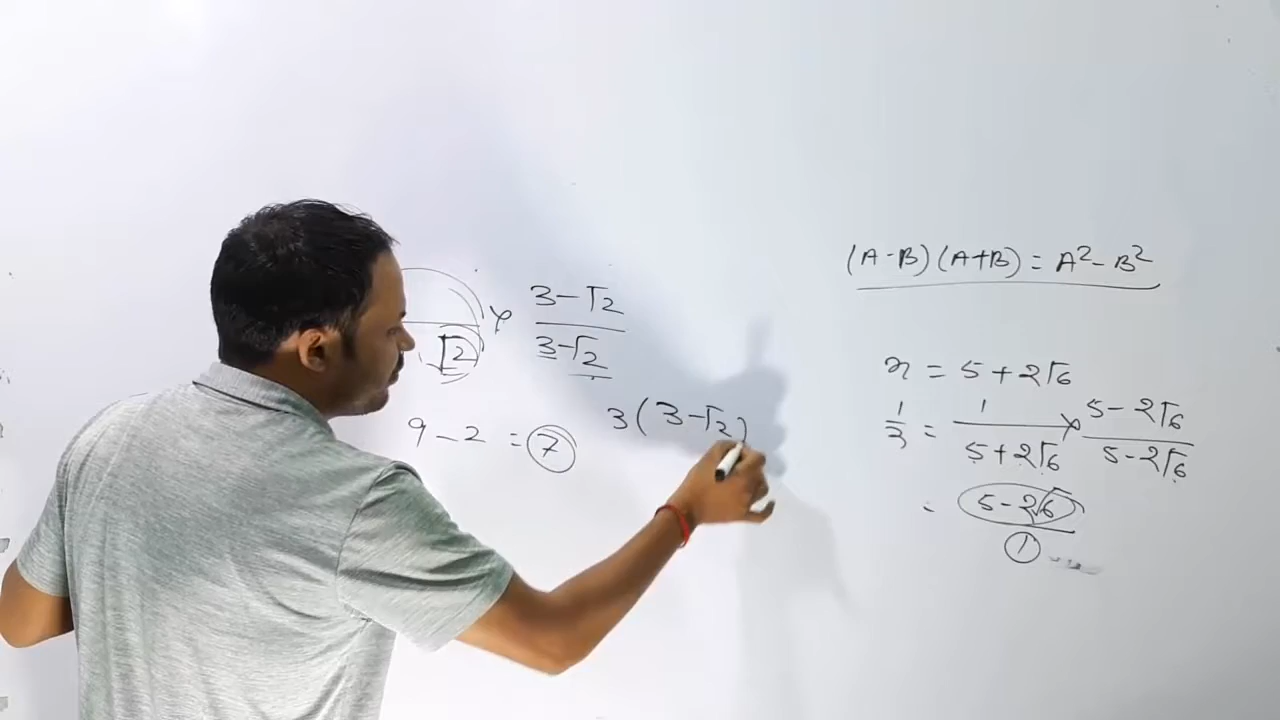 × 3-√2
√2 3-√2
9-2 = 7
3(3-√2)
(A-B)(A+B) = A²-B²
x = 5+2√6
1/x = 1/(5+2√6) × (5-2√6)/(5-2√6)
= (5-2√6)/1